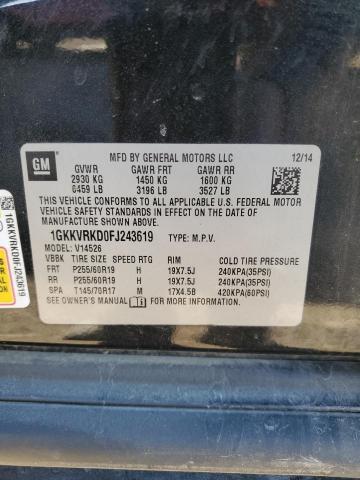 GM
MFD BY GENERAL MOTORS LLC 12/14
GVWR GAWR FRT GAWR RR
2930 KG 1450 KG 1600 KG
6459 LB 3196 LB 3527 LB
THIS VEHICLE CONFORMS TO ALL APPLICABLE U.S. FEDERAL MOTOR
VEHICLE SAFETY AND THEFT PREVENTION STANDARDS IN EFFECT ON THE DATE OF
MANUFACTURE SHOWN ABOVE.
1GKKVRKD0FJ243619 TYPE: M.P.V.
MODEL: V14526
VBBK TIRE SIZE SPEED RTG RIM COLD TIRE PRESSURE
FRT P255/60R19 H 19X7.5J 240KPA(35PSI)
RR P255/60R19 H 19X7.5J 240KPA(35PSI)
SPA T145/70R17 M 17X4.5B 420KPA(60PSI)
SEE OWNER'S MANUAL FOR ADDITIONAL INFORMATION
1GKKVRKD0FJ243619